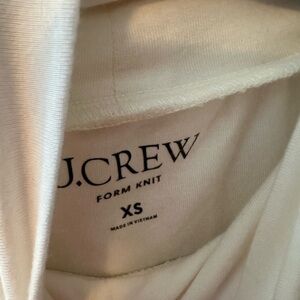 J.CREW
FORM KNIT
XS
MADE IN VIETNAM